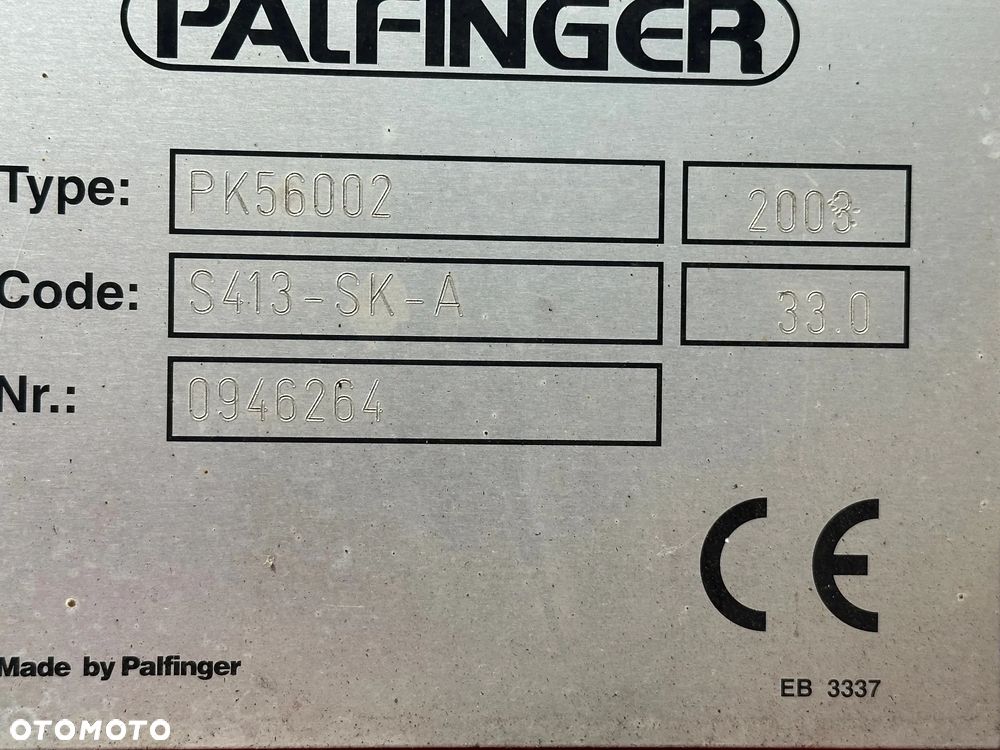 PALFINGER
Type: PK56002 2003
Code: S413-SK-A 33.0
Nr.: 0946264
CE
Made by Palfinger
EB 3337
OTOMOTO